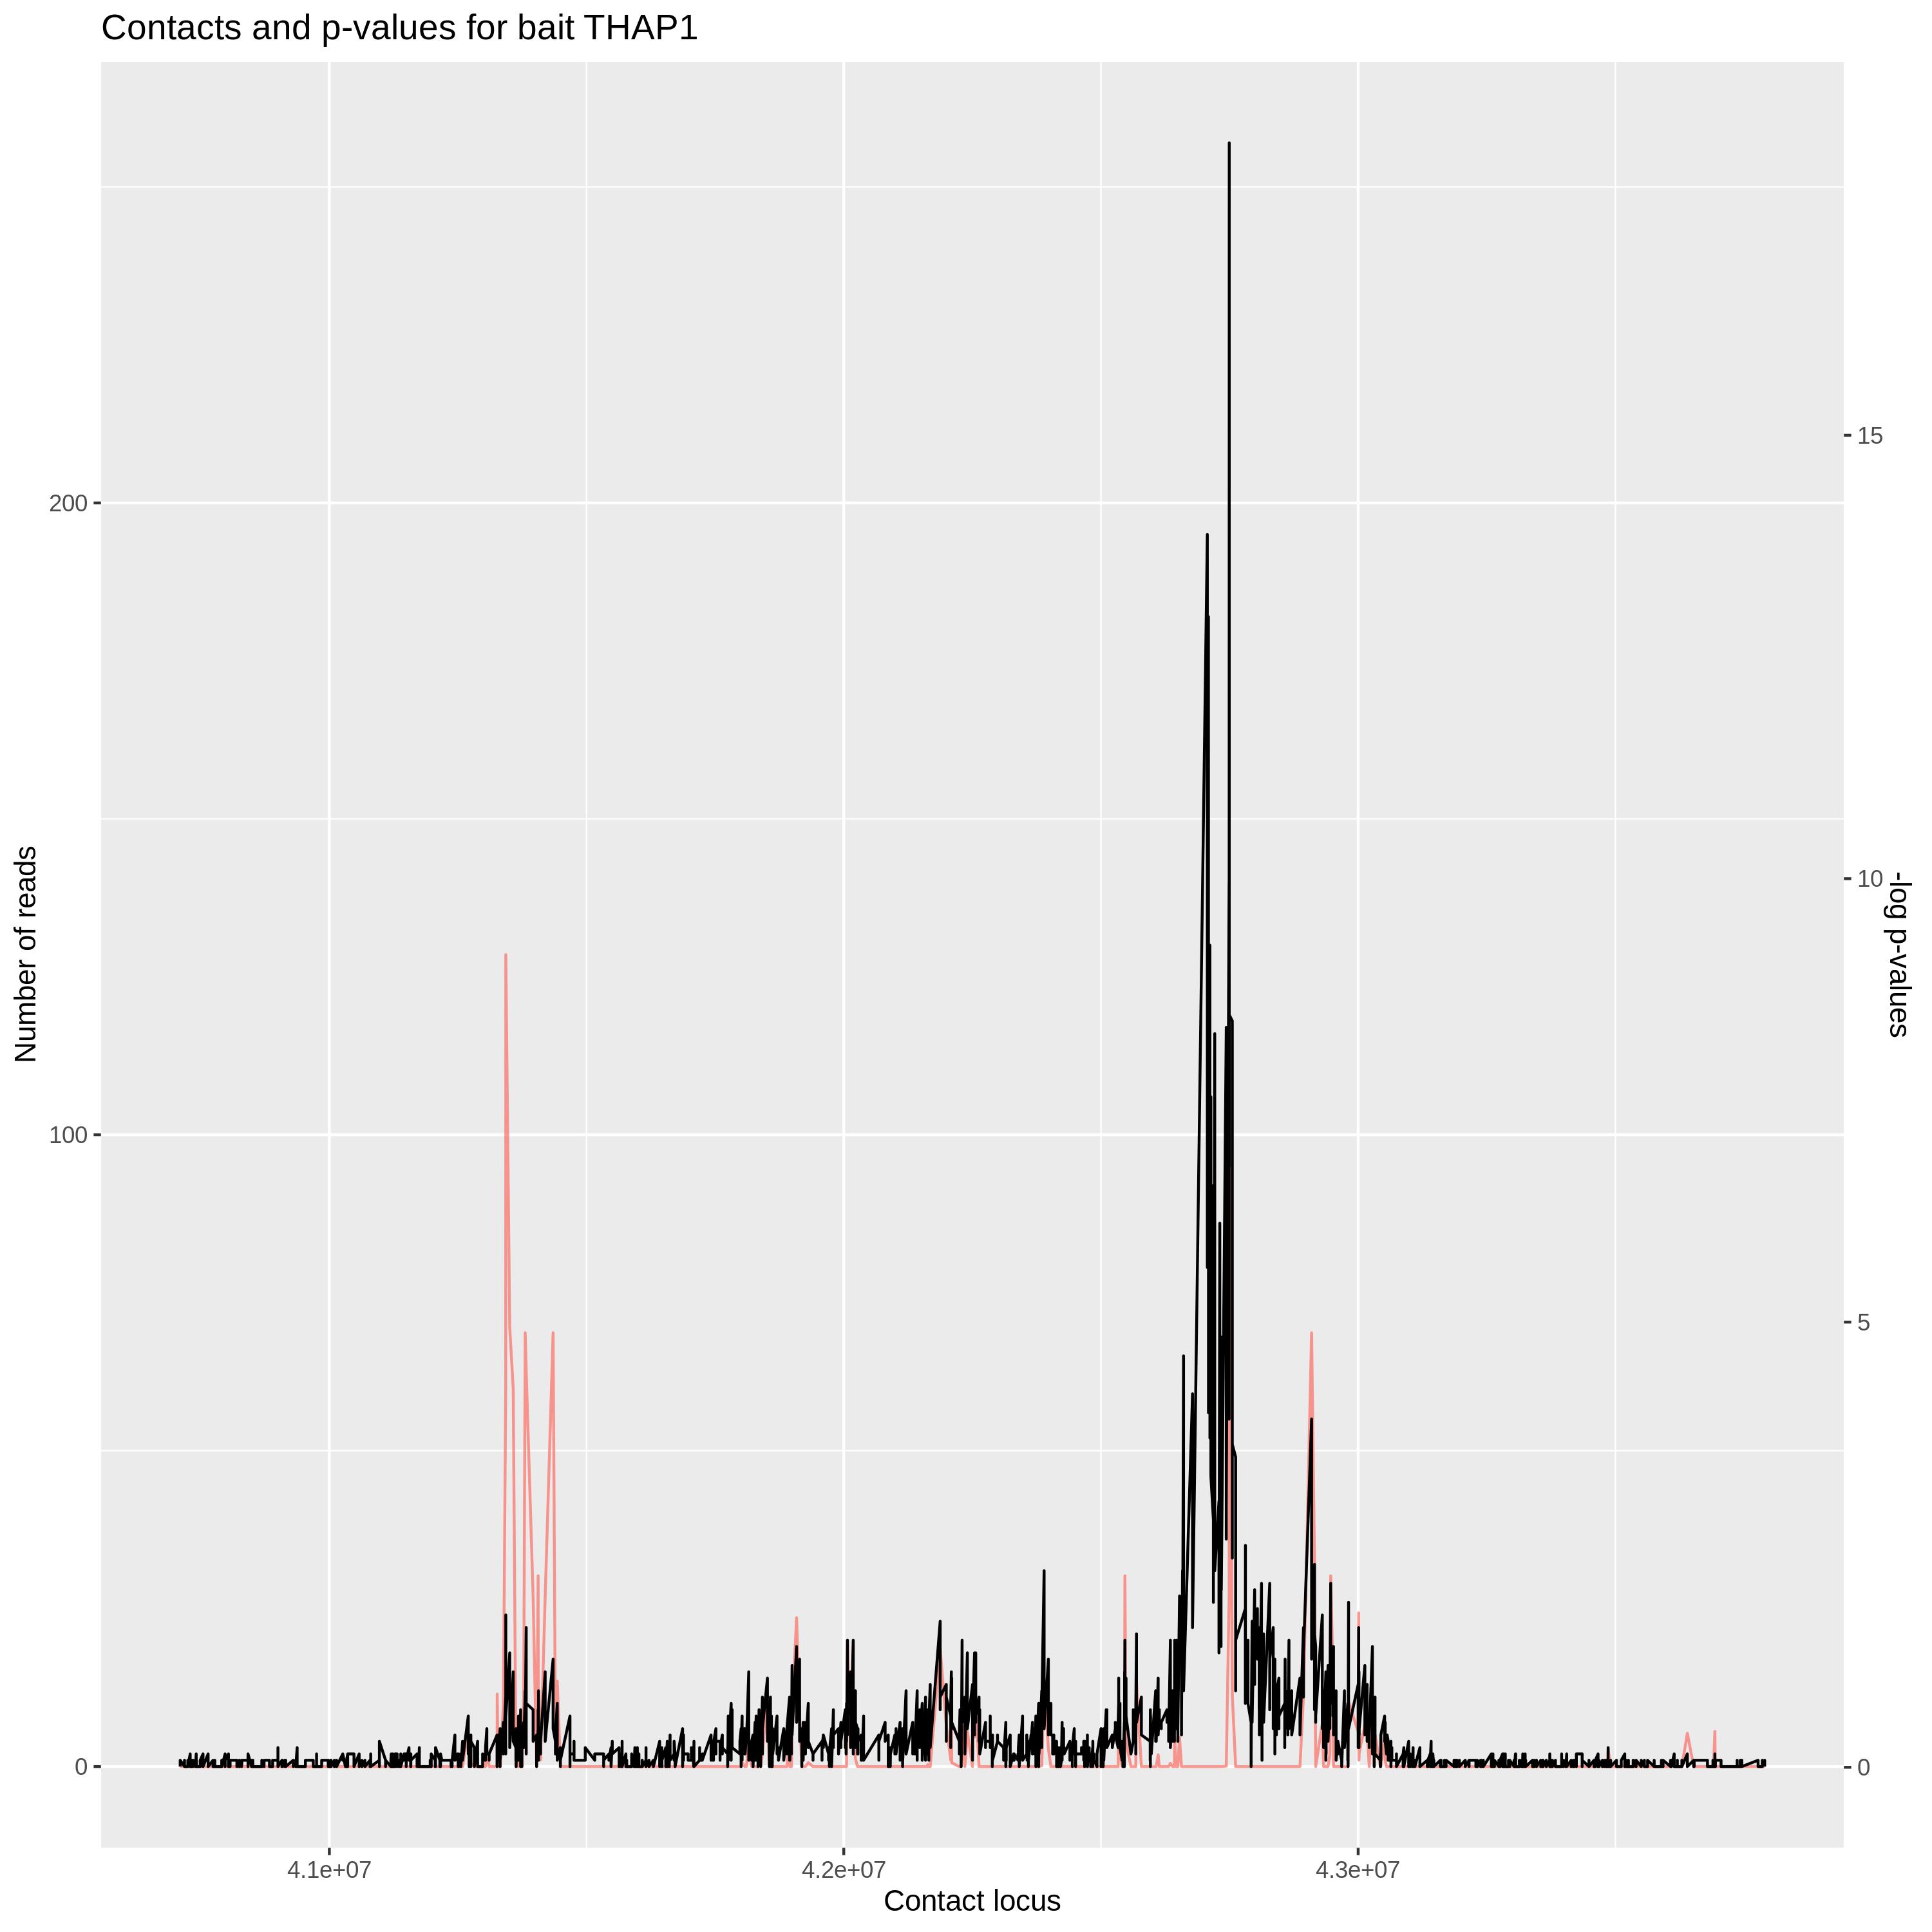 Contacts and p-values for bait THAP1
Number of reads
200
100
0
15
10
5
0
-log p-values
4.1e+07
4.2e+07
4.3e+07
Contact locus